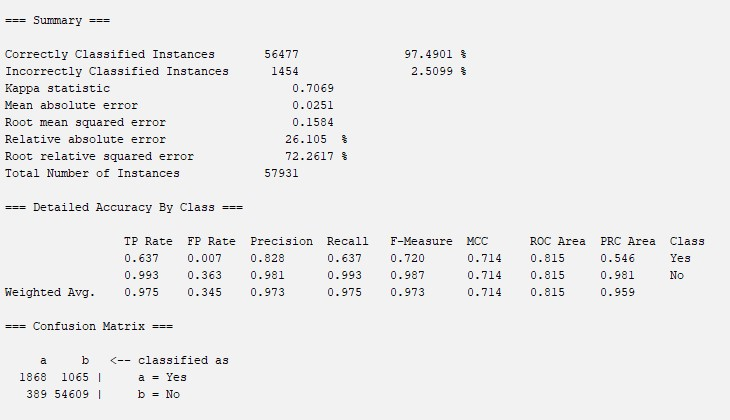 === Summary ===
Correctly Classified Instances 56477 97.4901 %
Incorrectly Classified Instances 1454 2.5099 %
Kappa statistic 0.7069
Mean absolute error 0.0251
Root mean squared error 0.1584
Relative absolute error 26.105 %
Root relative squared error 72.2617 %
Total Number of Instances 57931
=== Detailed Accuracy By Class ===
TP Rate FP Rate Precision Recall F-Measure MCC ROC Area PRC Area Class
0.637 0.007 0.828 0.637 0.720 0.714 0.815 0.546 Yes
0.993 0.363 0.981 0.993 0.987 0.714 0.815 0.981 No
Weighted Avg. 0.975 0.345 0.973 0.975 0.973 0.714 0.815 0.959
=== Confusion Matrix ===
a b <-- classified as
1868 1065 | a = Yes
389 54609 | b = No